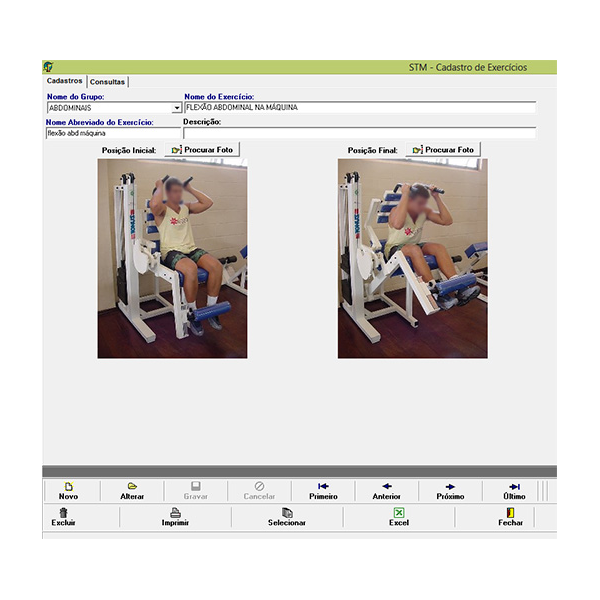 STM - Cadastro de Exercícios
Cadastros Consultas
Nome do Grupo: Nome do Exercício:
ABDOMINAIS FLEXÃO ABDOMINAL NA MÁQUINA
Nome Abreviado do Exercício: Descrição:
flexão abd máquina
Posição Inicial: Procurar Foto Posição Final: Procurar Foto
Novo Alterar Gravar Cancelar Primeiro Anterior Próximo Último
Excluir Imprimir Selecionar Excel Fechar